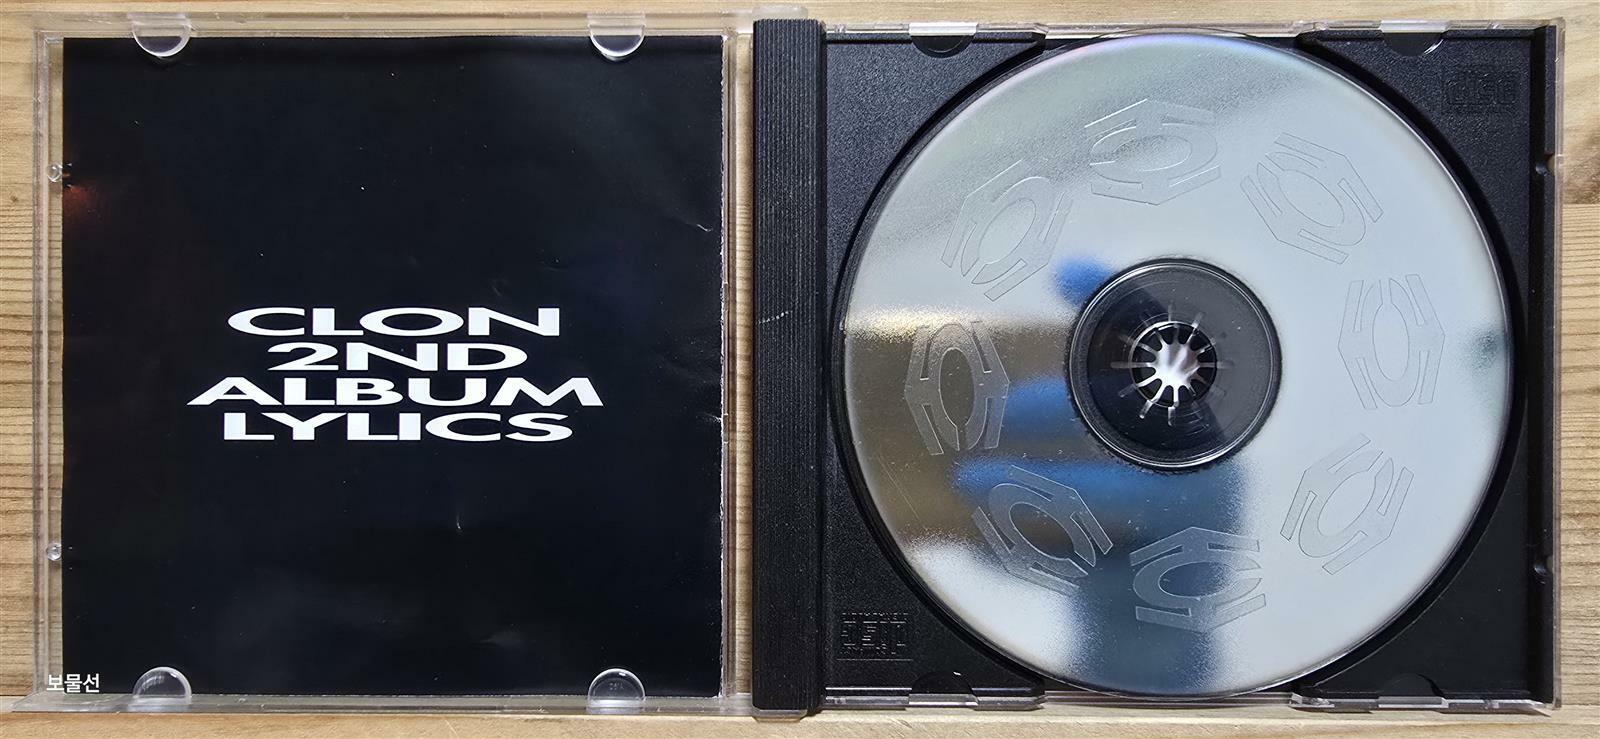 CLON
2ND
ALBUM
LYLICS
보물선